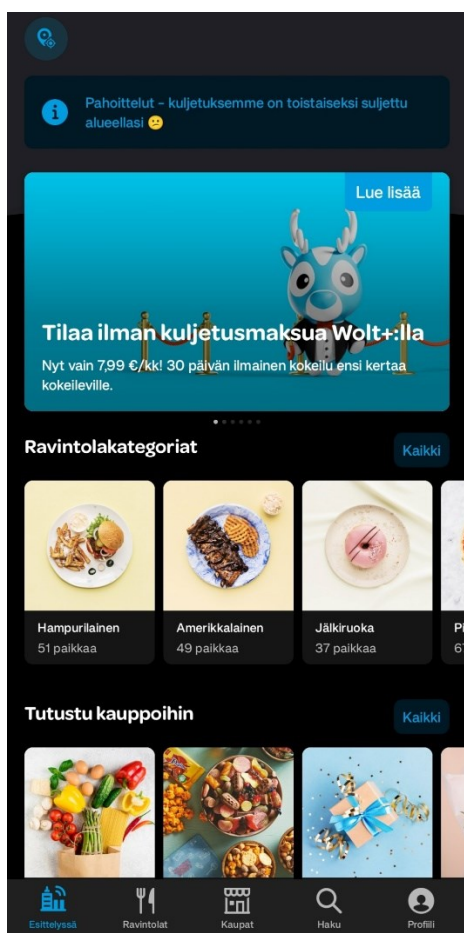 Pahoittelut – kuljetuksemme on toistaiseksi suljettu
alueellasi 😕
Lue lisää
Tilaa ilman kuljetusmaksua Wolt+:lla
Nyt vain 7,99 €/kk! 30 päivän ilmainen kokeilu ensi kertaa
kokeileville.
Ravintolakategoriat
Kaikki
Hampurilainen
51 paikkaa
Amerikkalainen
49 paikkaa
Jälkiruoka
37 paikkaa
Pi
67
Tutustu kauppoihin
Kaikki
Esittelyssä
Ravintolat
Kaupat
Haku
Profiili